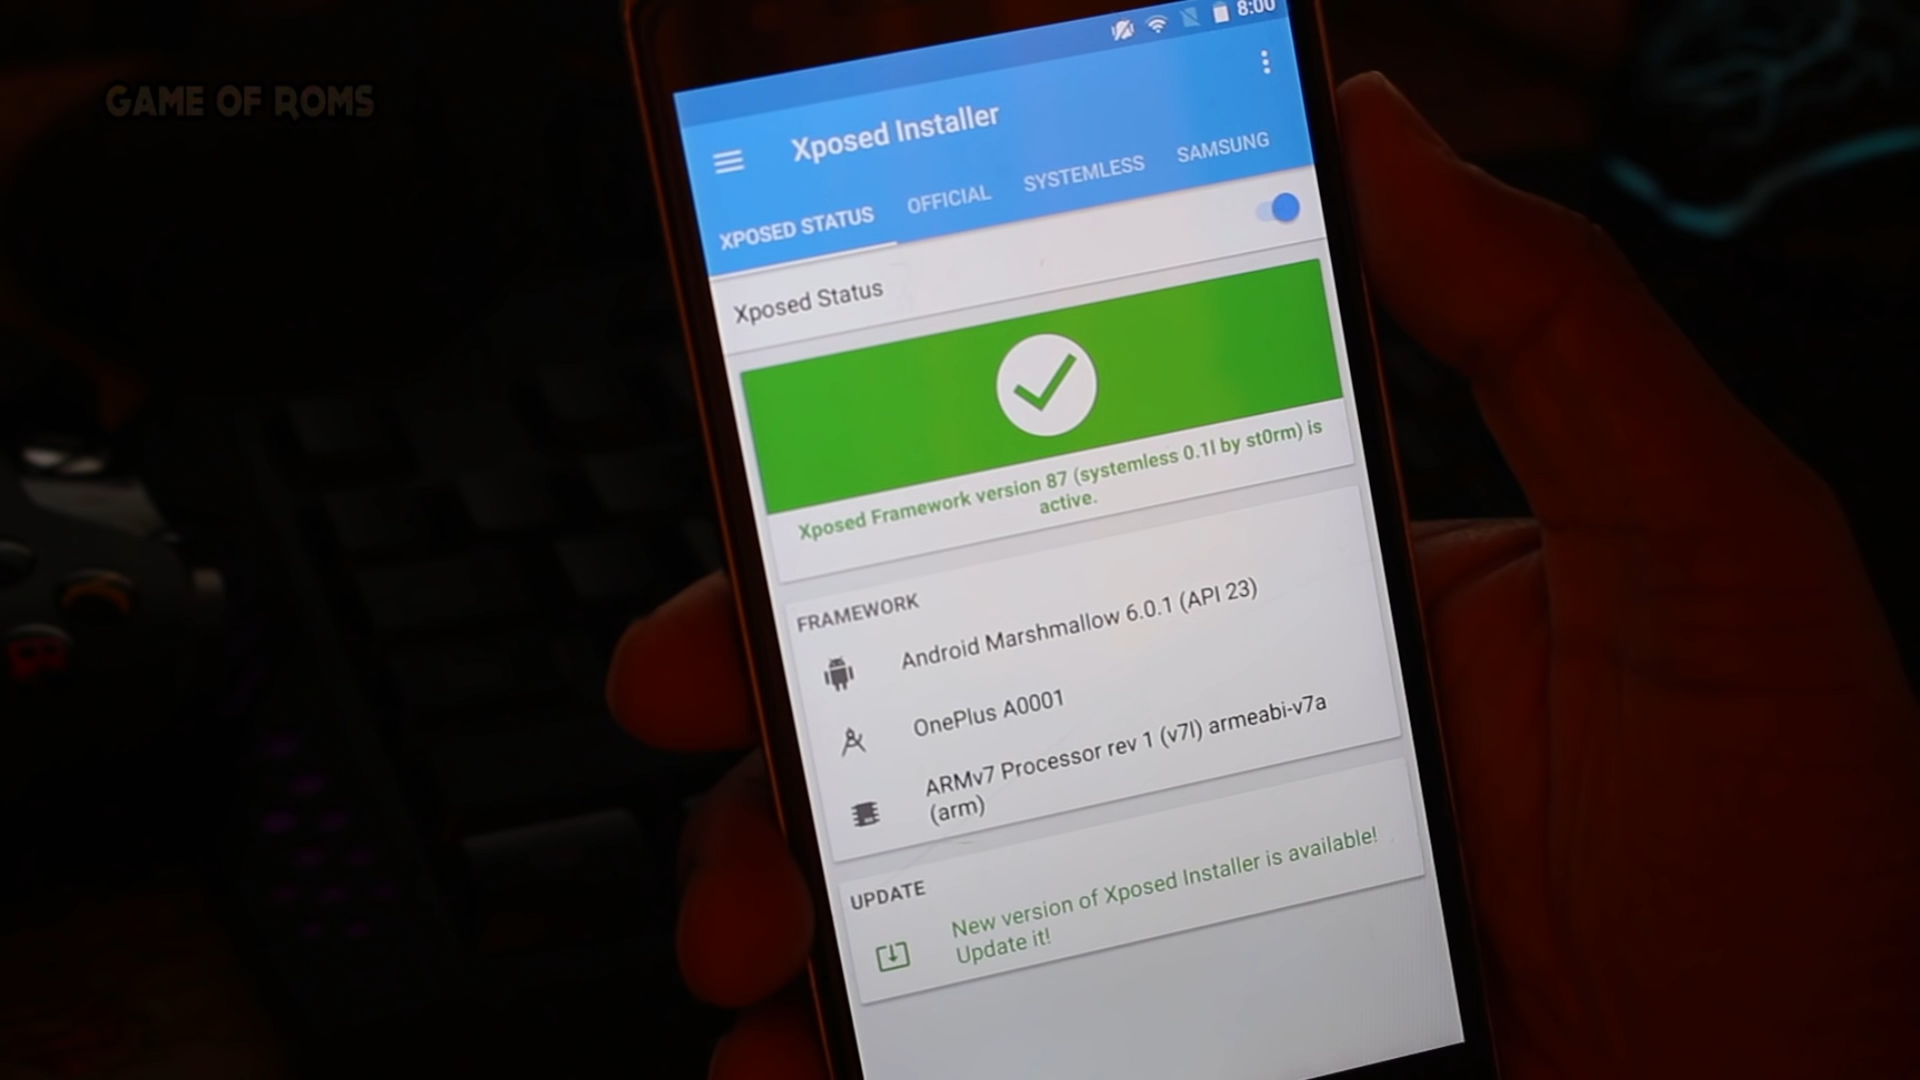 8:00
GAME OF ROMS
Xposed Installer
XPOSED STATUS OFFICIAL SYSTEMLESS SAMSUNG
Xposed Status
Xposed Framework version 87 (systemless 0.1l by st0rm) is
active.
FRAMEWORK
Android Marshmallow 6.0.1 (API 23)
OnePlus A0001
ARMv7 Processor rev 1 (v7l) armeabi-v7a
(arm)
UPDATE
New version of Xposed Installer is available!
Update it!